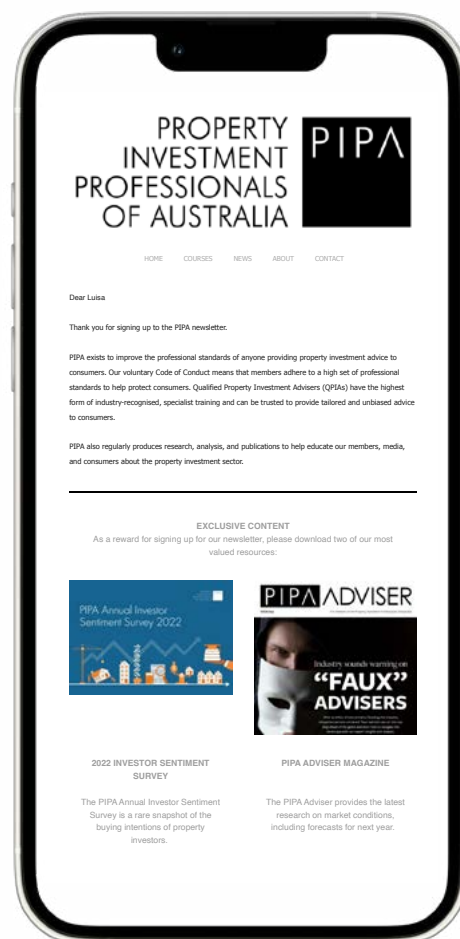 PROPERTY
INVESTMENT
PROFESSIONALS
OF AUSTRALIA
PIPA
HOME COURSES NEWS ABOUT CONTACT
Dear Luisa
Thank you for signing up to the PIPA newsletter.
PIPA exists to improve the professional standards of anyone providing property investment advice to
consumers. Our voluntary Code of Conduct means that members adhere to a high set of professional
standards to help protect consumers. Qualified Property Investment Advisers (QPIAs) have the highest
form of industry-recognised, specialist training and can be trusted to provide tailored and unbiased advice
to consumers.
PIPA also regularly produces research, analysis, and publications to help educate our members, media,
and consumers about the property investment sector.
EXCLUSIVE CONTENT
As a reward for signing up for our newsletter, please download two of our most
valued resources:
PIPA Annual Investor
Sentiment Survey 2022
PIPA ADVISER
Industry sounds warning on
“FAUX”
ADVISERS
2022 INVESTOR SENTIMENT
SURVEY
The PIPA Annual Investor Sentiment
Survey is a rare snapshot of the
buying intentions of property
investors.
PIPA ADVISER MAGAZINE
The PIPA Adviser provides the latest
research on market conditions,
including forecasts for next year.